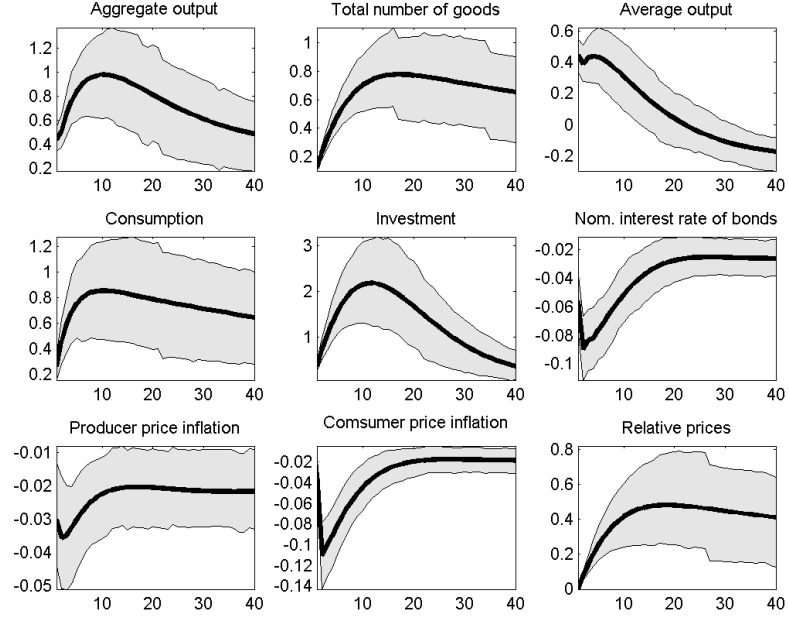 Aggregate output
Total number of goods
Average output
1.2
1
0.8
0.6
0.4
0.2
10 20 30 40
1
0.8
0.6
0.4
0.2
10 20 30 40
0.6
0.4
0.2
0
-0.2
10 20 30 40
Consumption
Investment
Nom. interest rate of bonds
1.2
1
0.8
0.6
0.4
0.2
10 20 30 40
3
2
1
10 20 30 40
-0.02
-0.04
-0.06
-0.08
-0.1
10 20 30 40
Producer price inflation
Comsumer price inflation
Relative prices
-0.01
-0.02
-0.03
-0.04
-0.05
10 20 30 40
-0.02
-0.04
-0.06
-0.08
-0.1
-0.12
-0.14
10 20 30 40
0.8
0.6
0.4
0.2
0
10 20 30 40